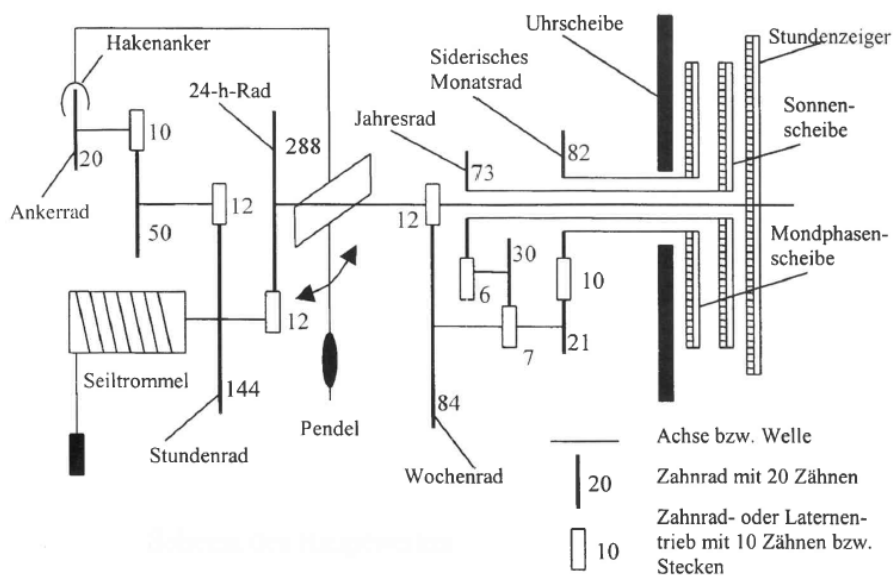 Hakenanker
24-h-Rad
10
20
288
Ankerrad
12
50
Seiltrommel
12
144
Stundenrad
Pendel
Uhrscheibe
Siderisches
Monatsrad
Jahresrad
82
73
12
30
6
10
7
21
84
Wochenrad
Stundenzeiger
Sonnen-
scheibe
Mondphasen-
scheibe
Achse bzw. Welle
20
Zahnrad mit 20 Zähnen
10
Zahnrad- oder Laternen-
trieb mit 10 Zähnen bzw.
Stecken